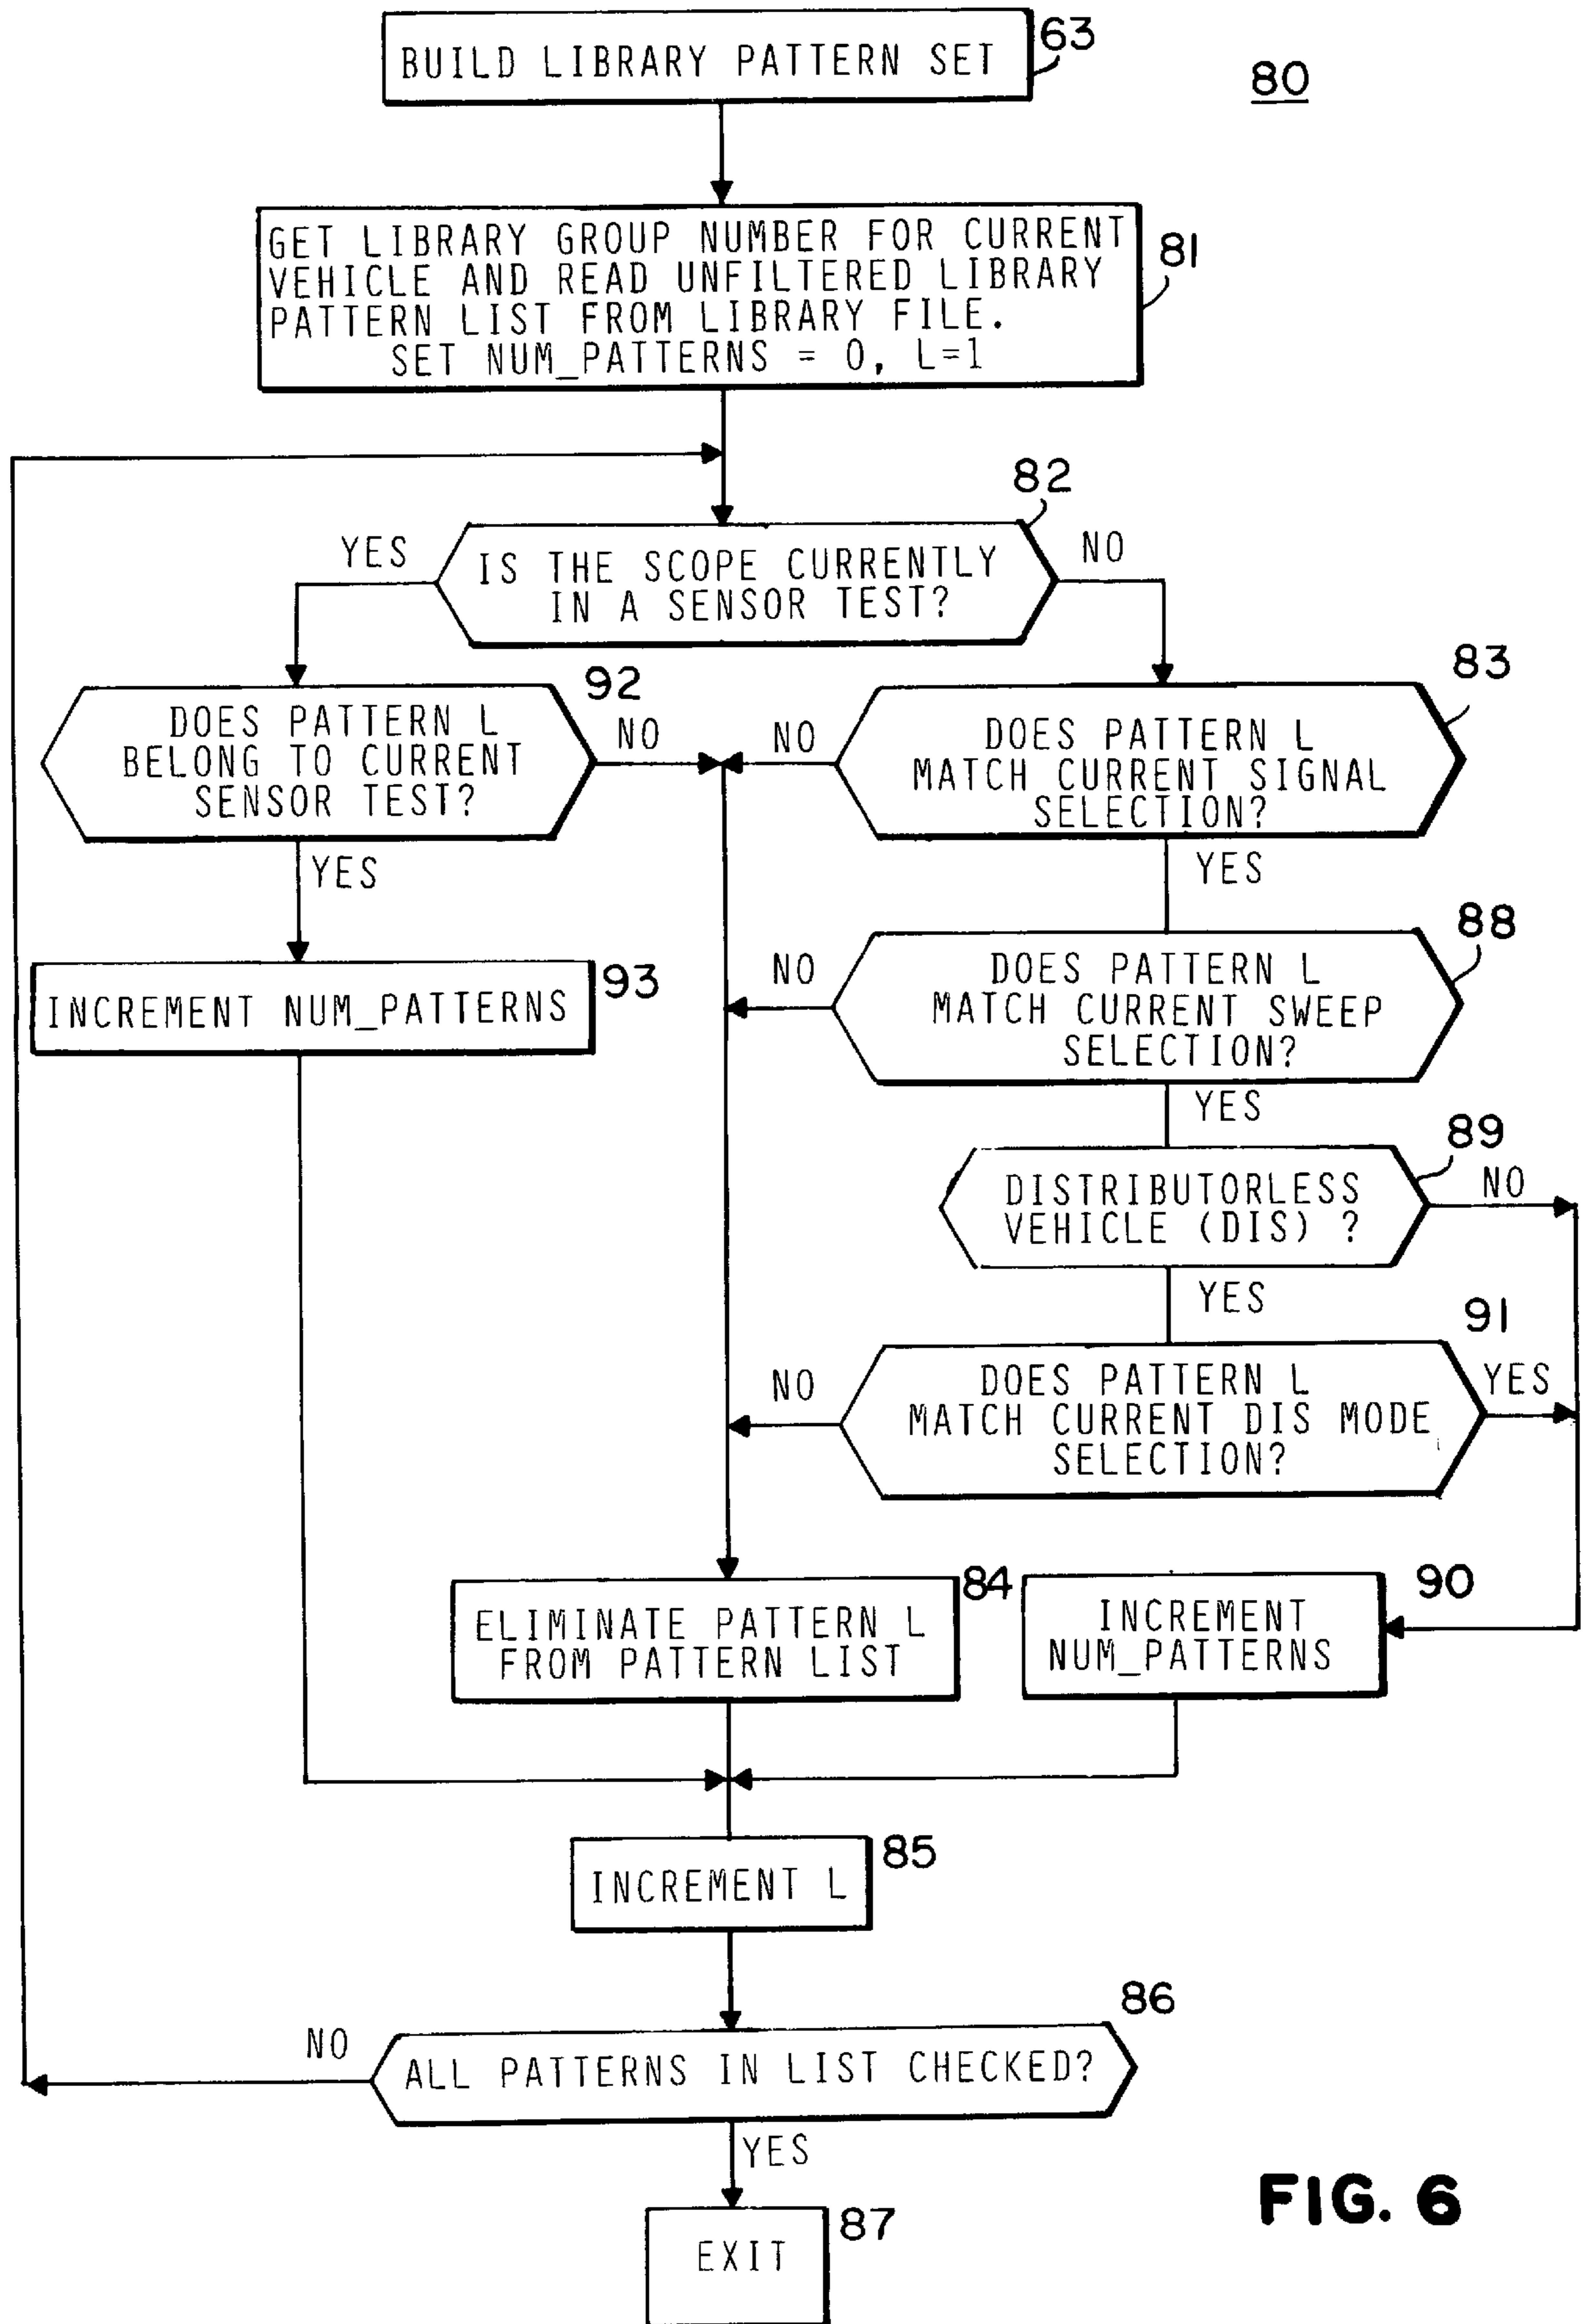 BUILD LIBRARY PATTERN SET
63
80
GET LIBRARY GROUP NUMBER FOR CURRENT
VEHICLE AND READ UNFILTERED LIBRARY
PATTERN LIST FROM LIBRARY FILE.
SET NUM_PATTERNS = 0, L=1
81
82
YES
IS THE SCOPE CURRENTLY
IN A SENSOR TEST?
NO
92
DOES PATTERN L
BELONG TO CURRENT
SENSOR TEST?
NO
83
NO
DOES PATTERN L
MATCH CURRENT SIGNAL
SELECTION?
YES
YES
88
NO
DOES PATTERN L
MATCH CURRENT SWEEP
SELECTION?
93
INCREMENT NUM_PATTERNS
YES
89
DISTRIBUTORLESS
VEHICLE (DIS) ?
NO
YES
91
NO
DOES PATTERN L
MATCH CURRENT DIS MODE
SELECTION?
YES
84
ELIMINATE PATTERN L
FROM PATTERN LIST
90
INCREMENT
NUM_PATTERNS
85
INCREMENT L
86
NO
ALL PATTERNS IN LIST CHECKED?
YES
87
EXIT
FIG. 6